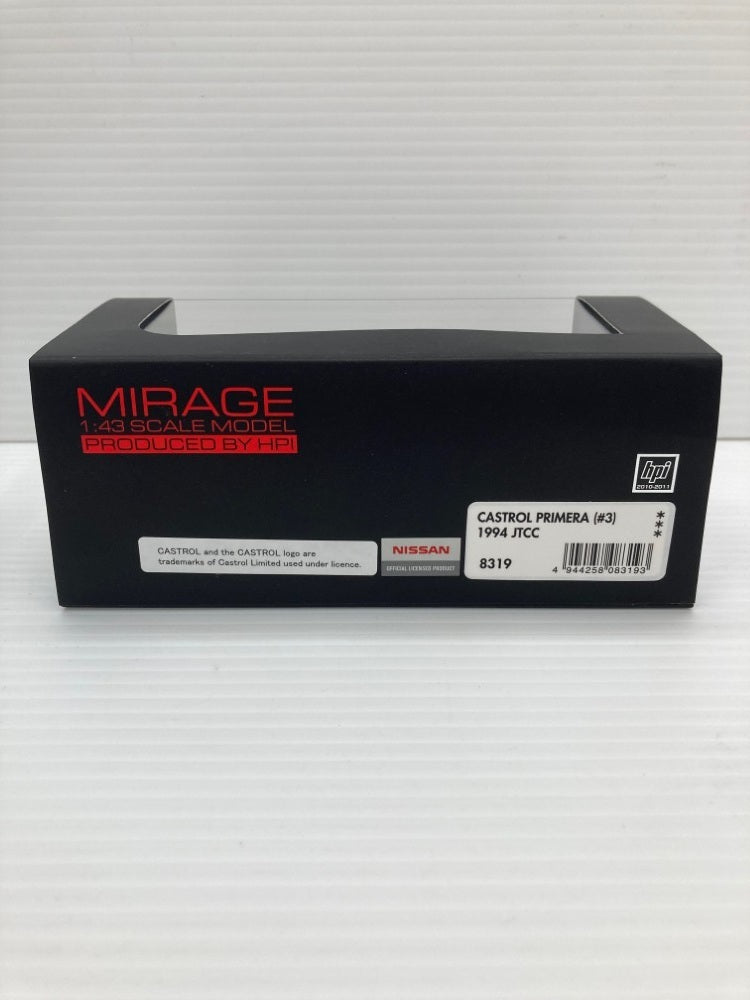 MIRAGE
1:43 SCALE MODEL
PRODUCED BY HPI
hpi
2010-2011
CASTROL PRIMERA (#3)
1994 JTCC
***
8319
4 944258 083193
CASTROL and the CASTROL logo are
trademarks of Castrol Limited used under licence.
NISSAN
OFFICIAL LICENSED PRODUCT